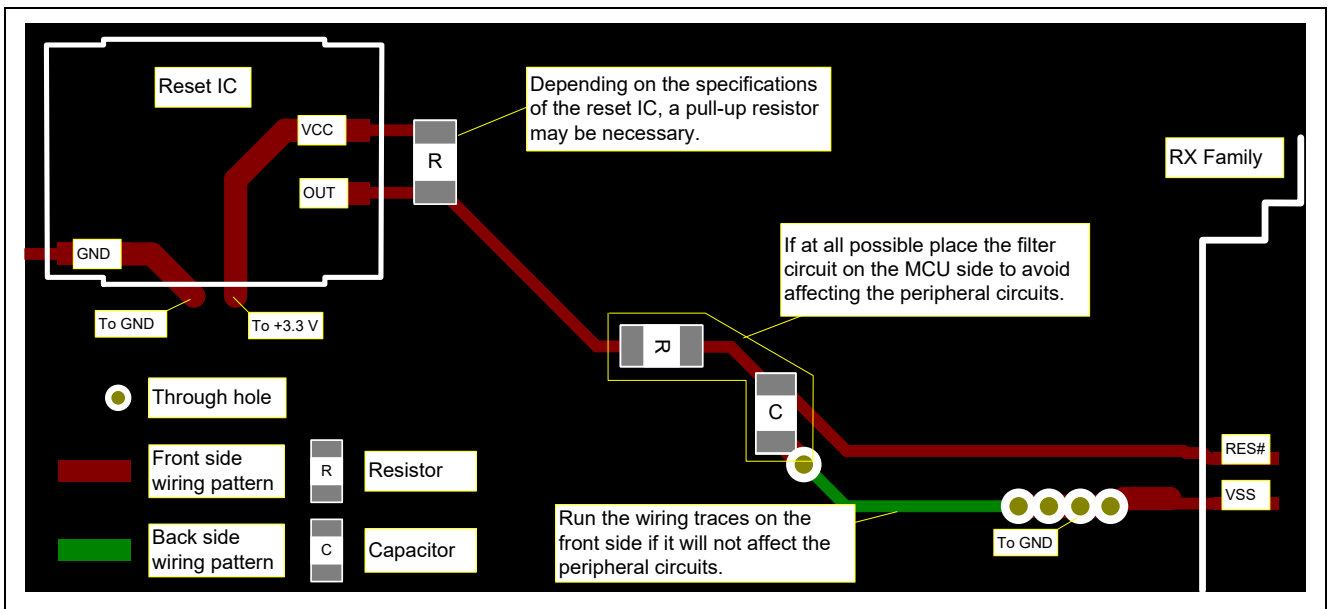 Reset IC
VCC
OUT
GND
To GND
To +3.3 V
R
Depending on the specifications
of the reset IC, a pull-up resistor
may be necessary.
RX Family
If at all possible place the filter
circuit on the MCU side to avoid
affecting the peripheral circuits.
R
C
RES#
VSS
To GND
Run the wiring traces on the
front side if it will not affect the
peripheral circuits.
Through hole
Front side
wiring pattern
R
Resistor
Back side
wiring pattern
C
Capacitor